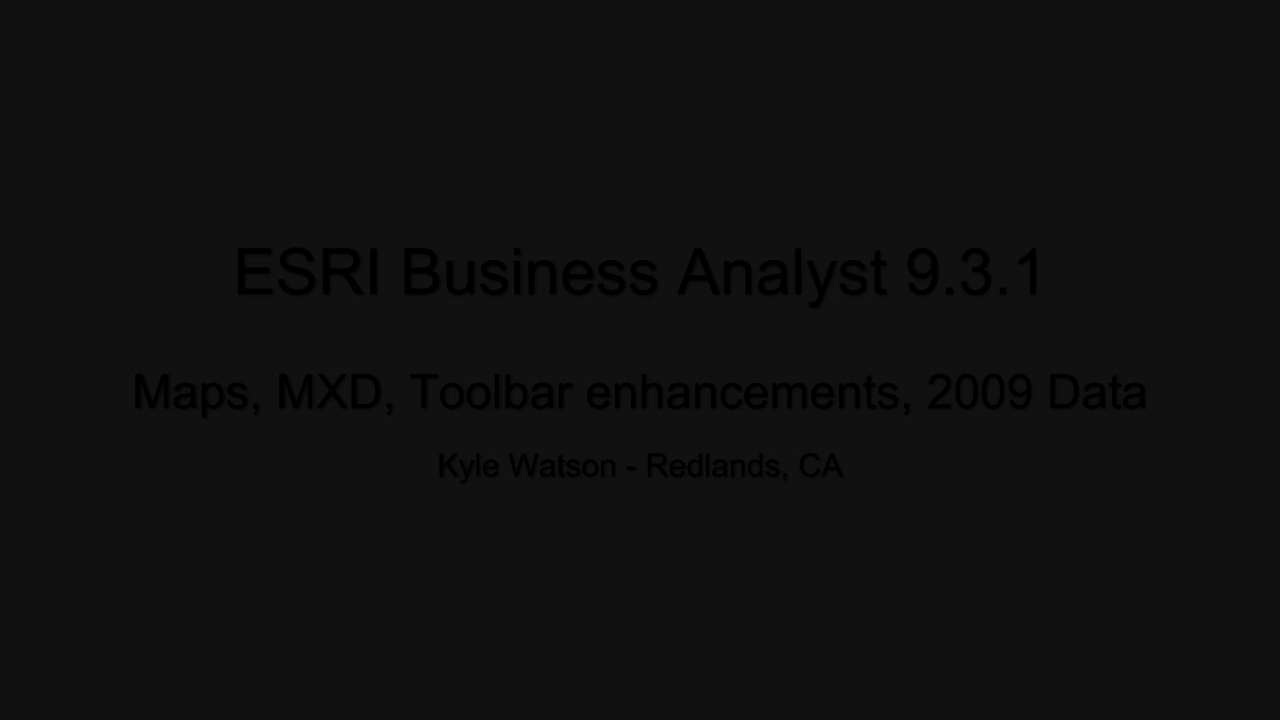 ESRI Business Analyst 9.3.1
Maps, MXD, Toolbar enhancements, 2009 Data
Kyle Watson - Redlands, CA